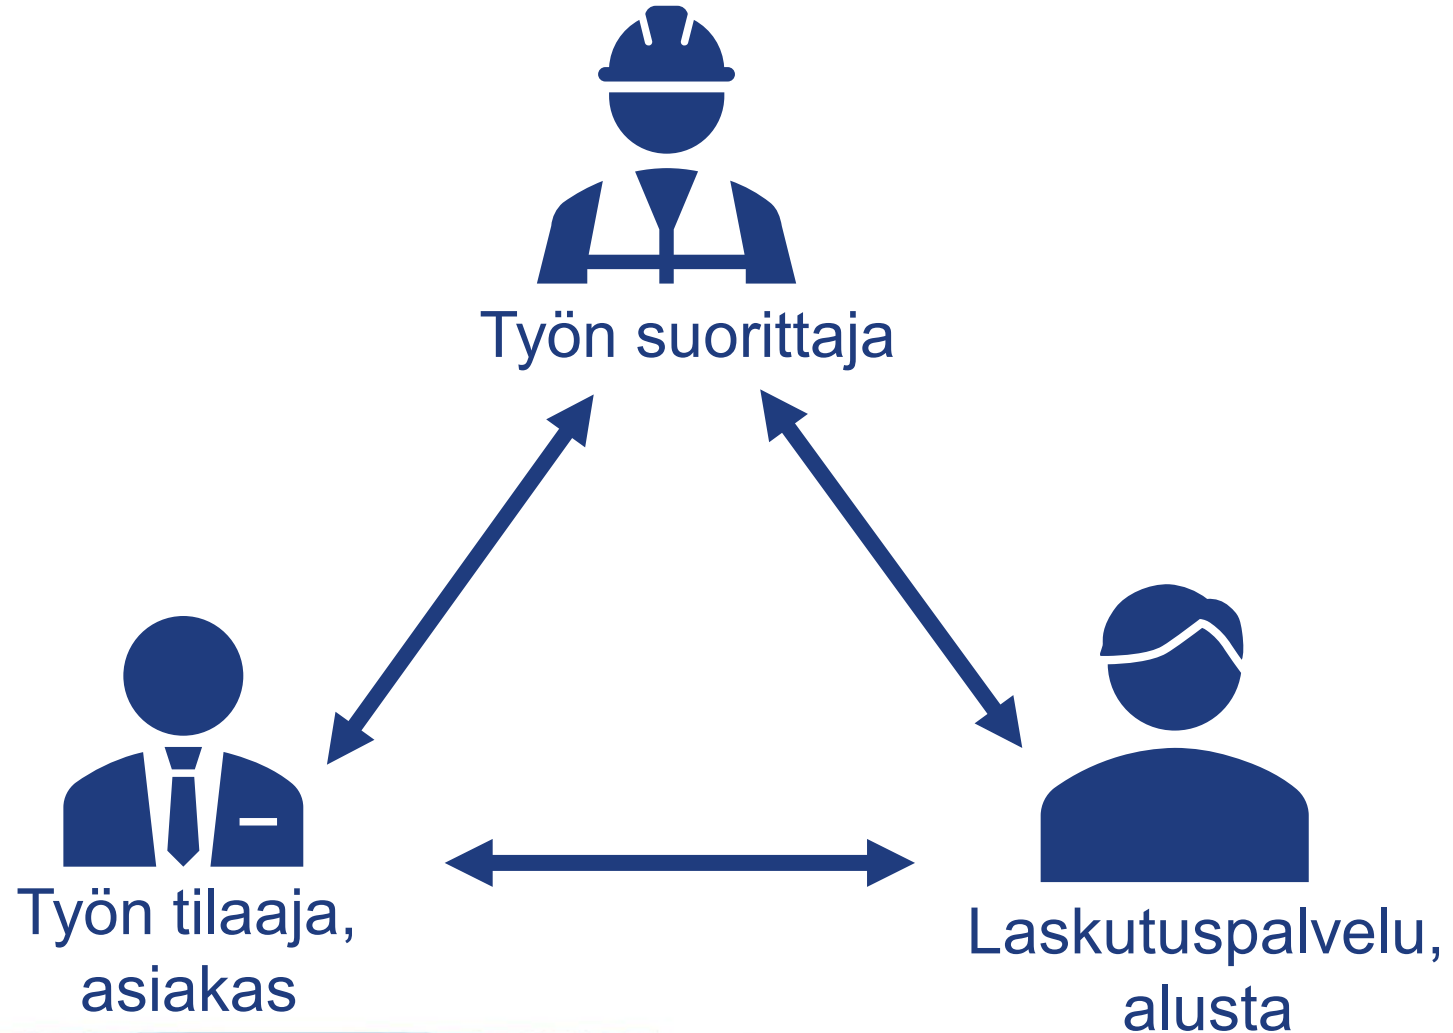 Työn suorittaja
Työn tilaaja,
asiakas
Laskutuspalvelu,
alusta